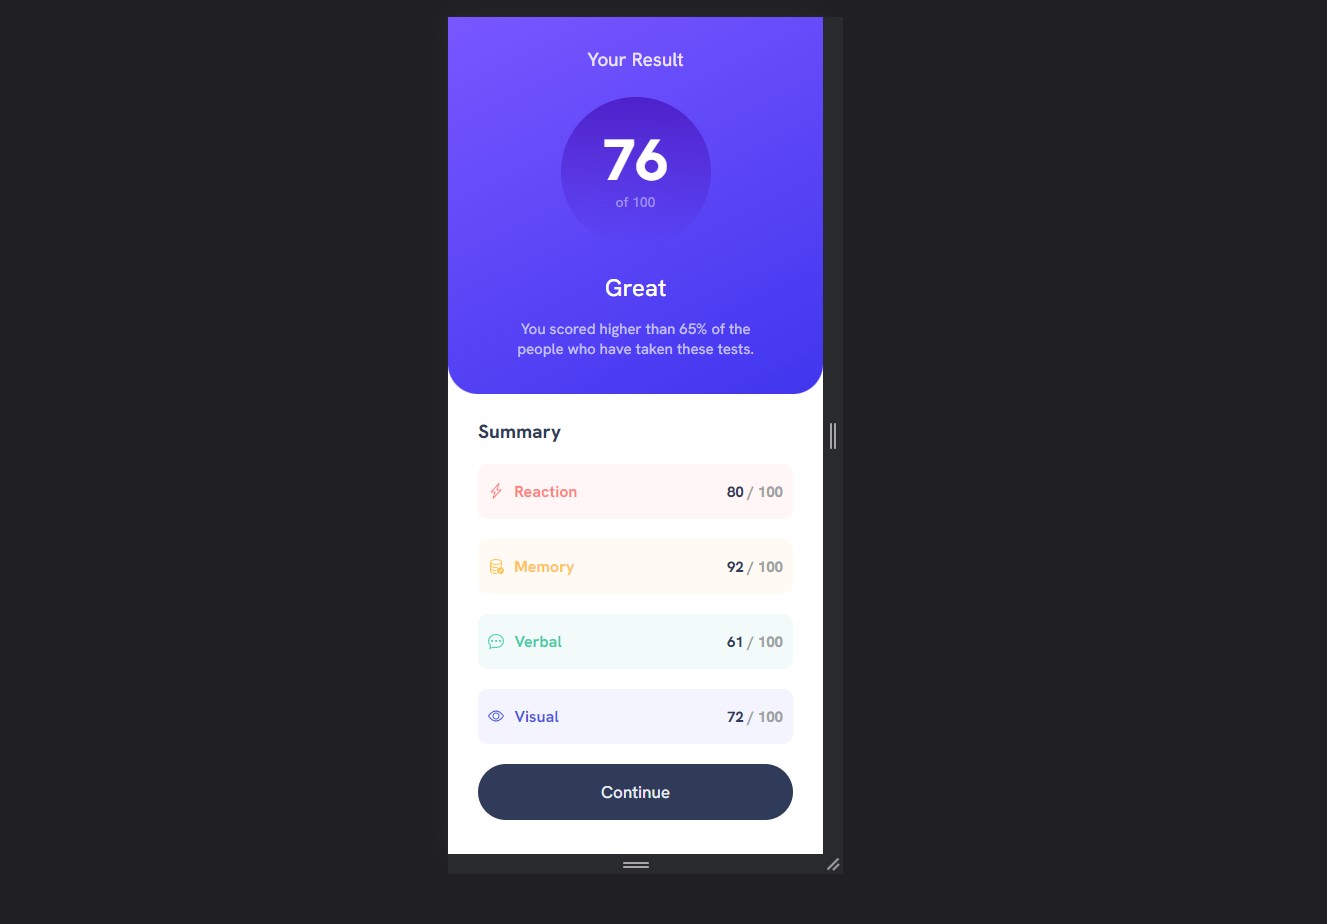 Your Result
76
of 100
Great
You scored higher than 65% of the
people who have taken these tests.
Summary
Reaction 80 / 100
Memory 92 / 100
Verbal 61 / 100
Visual 72 / 100
Continue